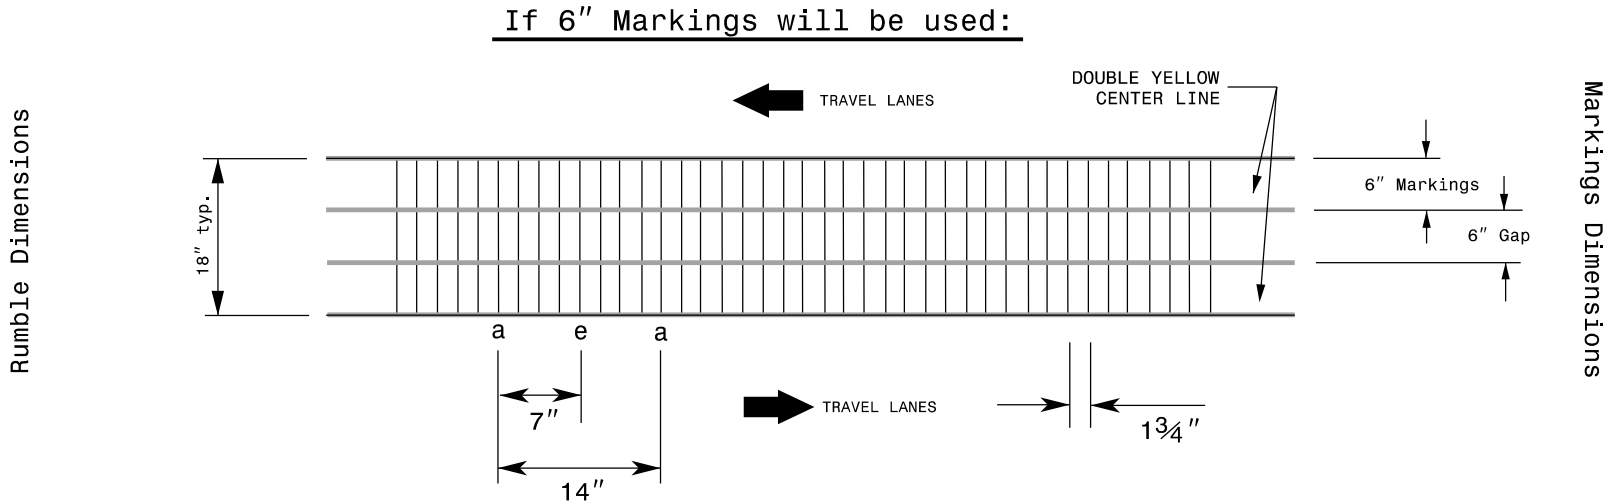 If 6" Markings will be used:
DOUBLE YELLOW
CENTER LINE
TRAVEL LANES
Rumble Dimensions
Markings Dimensions
18" typ.
6" Markings
6" Gap
a e a
7"
TRAVEL LANES
1¾"
14"